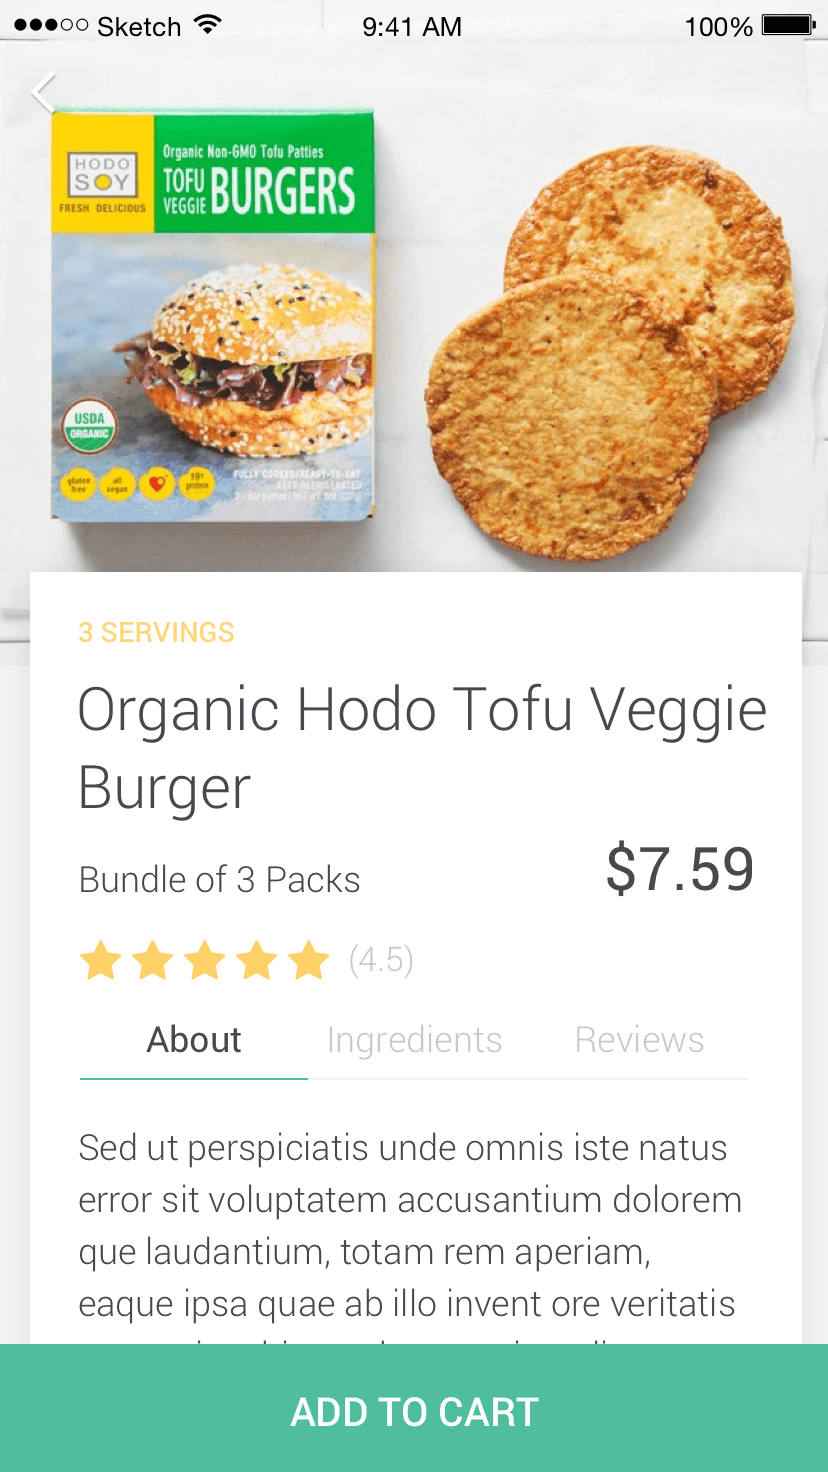 Sketch 9:41 AM 100%
HODO
SOY
FRESH DELICIOUS
Organic Non-GMO Tofu Patties
TOFU VEGGIE BURGERS
USDA
ORGANIC
gluten free
all vegan
19g protein
FULLY COOKED/READY-TO-EAT
KEEP REFRIGERATED
3 SERVINGS
Organic Hodo Tofu Veggie
Burger
Bundle of 3 Packs
$7.59
(4.5)
About Ingredients Reviews
Sed ut perspiciatis unde omnis iste natus
error sit voluptatem accusantium dolorem
que laudantium, totam rem aperiam,
eaque ipsa quae ab illo invent ore veritatis
ADD TO CART